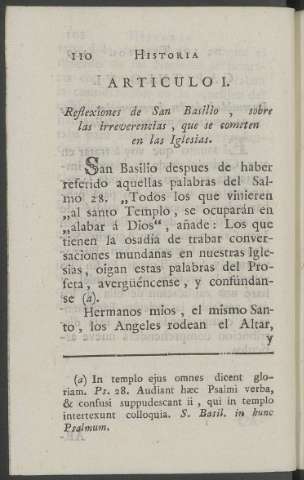 110 HISTORIA
ARTICULO I.
Reflexîones de San Basilio , sobre
las irreverencias , que se cometen
en las Iglesias.
San Basilio despues de haber
referido aquellas palabras del Sal-
mo 28. „Todos los que vinieren
„al santo Templo , se ocuparán en
„alabar á Dios“, añade: Los que
tienen la osadía de trabar conver-
saciones mundanas en nuestras Igle-
sias, oigan estas palabras del Pro-
feta, avergüéncense, y confúndan-
se (a).
Hermanos mios , el mismo San-
to , los Angeles rodean el Altar,
y
(a) In templo ejus omnes dicent glo-
riam. Ps. 28. Audiant hæc Psalmi verba,
& confusi suppudescant ii , qui in templo
intertexunt colloquia. S. Basil. in hunc
Psalmum.